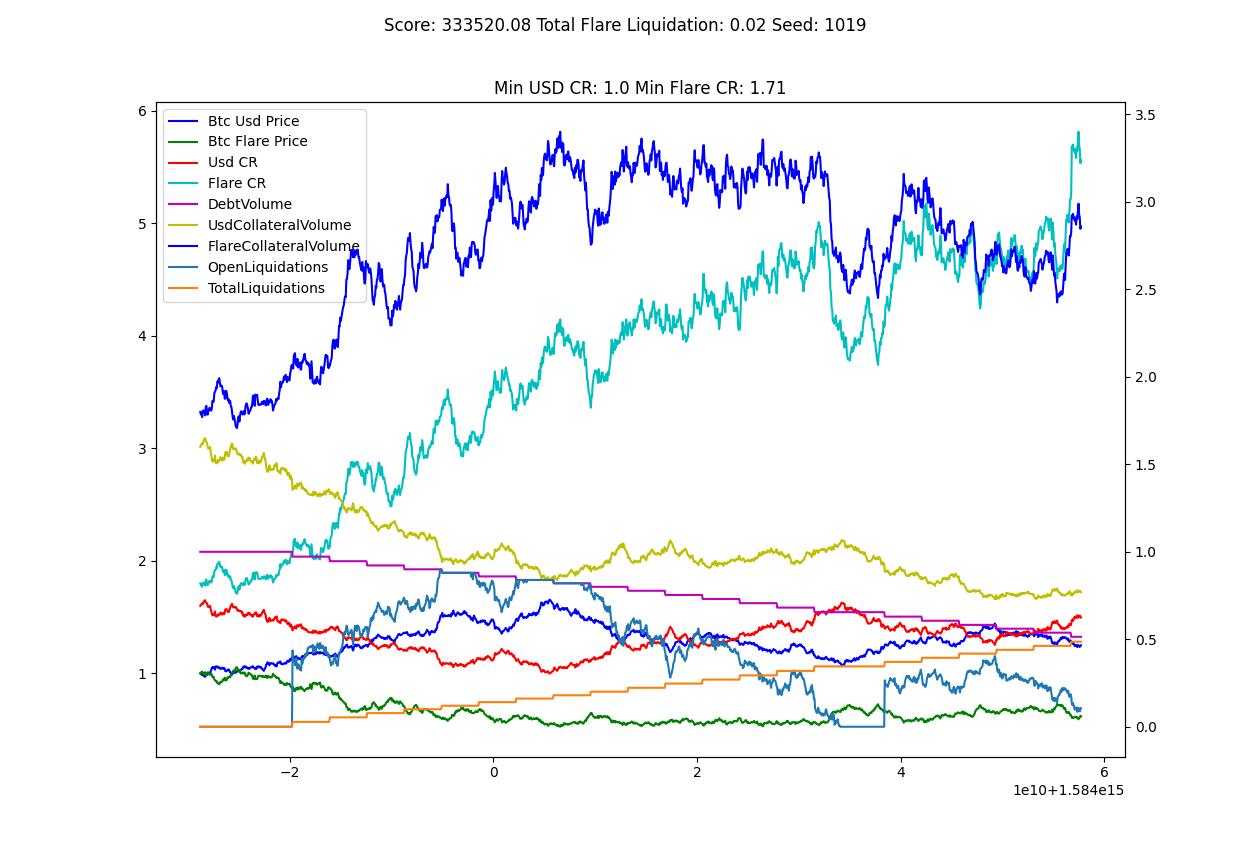 Score: 333520.08 Total Flare Liquidation: 0.02 Seed: 1019
Min USD CR: 1.0 Min Flare CR: 1.71
Btc Usd Price
Btc Flare Price
Usd CR
Flare CR
DebtVolume
UsdCollateralVolume
FlareCollateralVolume
OpenLiquidations
TotalLiquidations
6
5
4
3
2
1
3.5
3.0
2.5
2.0
1.5
1.0
0.5
0.0
−2
0
2
4
6
1e10+1.584e15